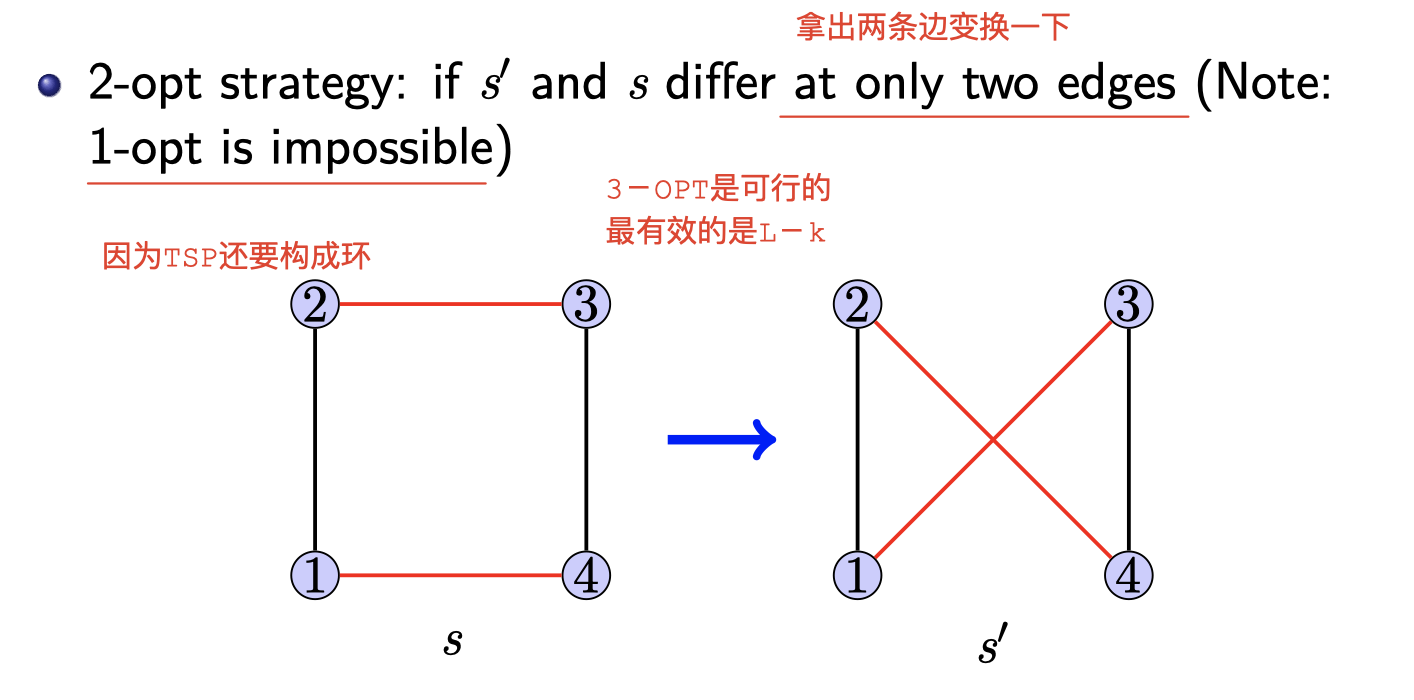 拿出两条边变换一下
2-opt strategy: if s′ and s differ at only two edges (Note:
1-opt is impossible)
3－OPT是可行的
最有效的是L－k
因为TSP还要构成环
2 3 2 3
1 4 1 4
s s′